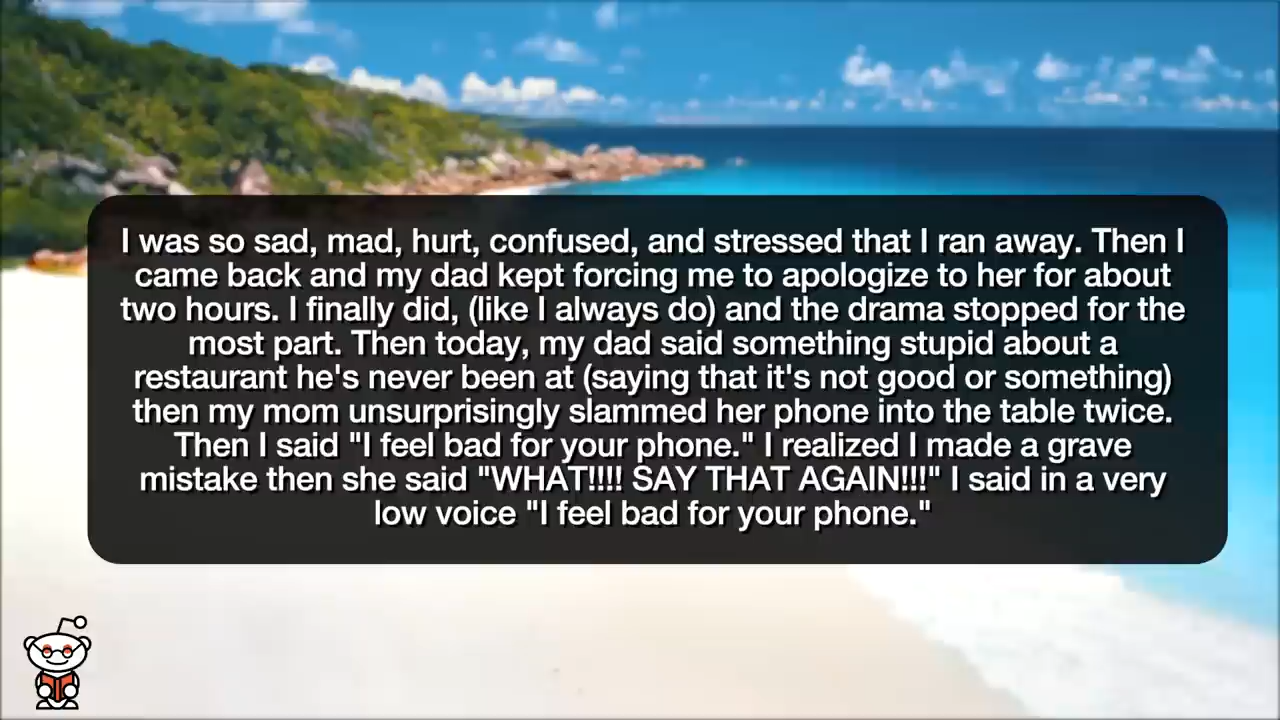 I was so sad, mad, hurt, confused, and stressed that I ran away. Then I
came back and my dad kept forcing me to apologize to her for about
two hours. I finally did, (like I always do) and the drama stopped for the
most part. Then today, my dad said something stupid about a
restaurant he's never been at (saying that it's not good or something)
then my mom unsurprisingly slammed her phone into the table twice.
Then I said "I feel bad for your phone." I realized I made a grave
mistake then she said "WHAT!!!! SAY THAT AGAIN!!!" I said in a very
low voice "I feel bad for your phone."